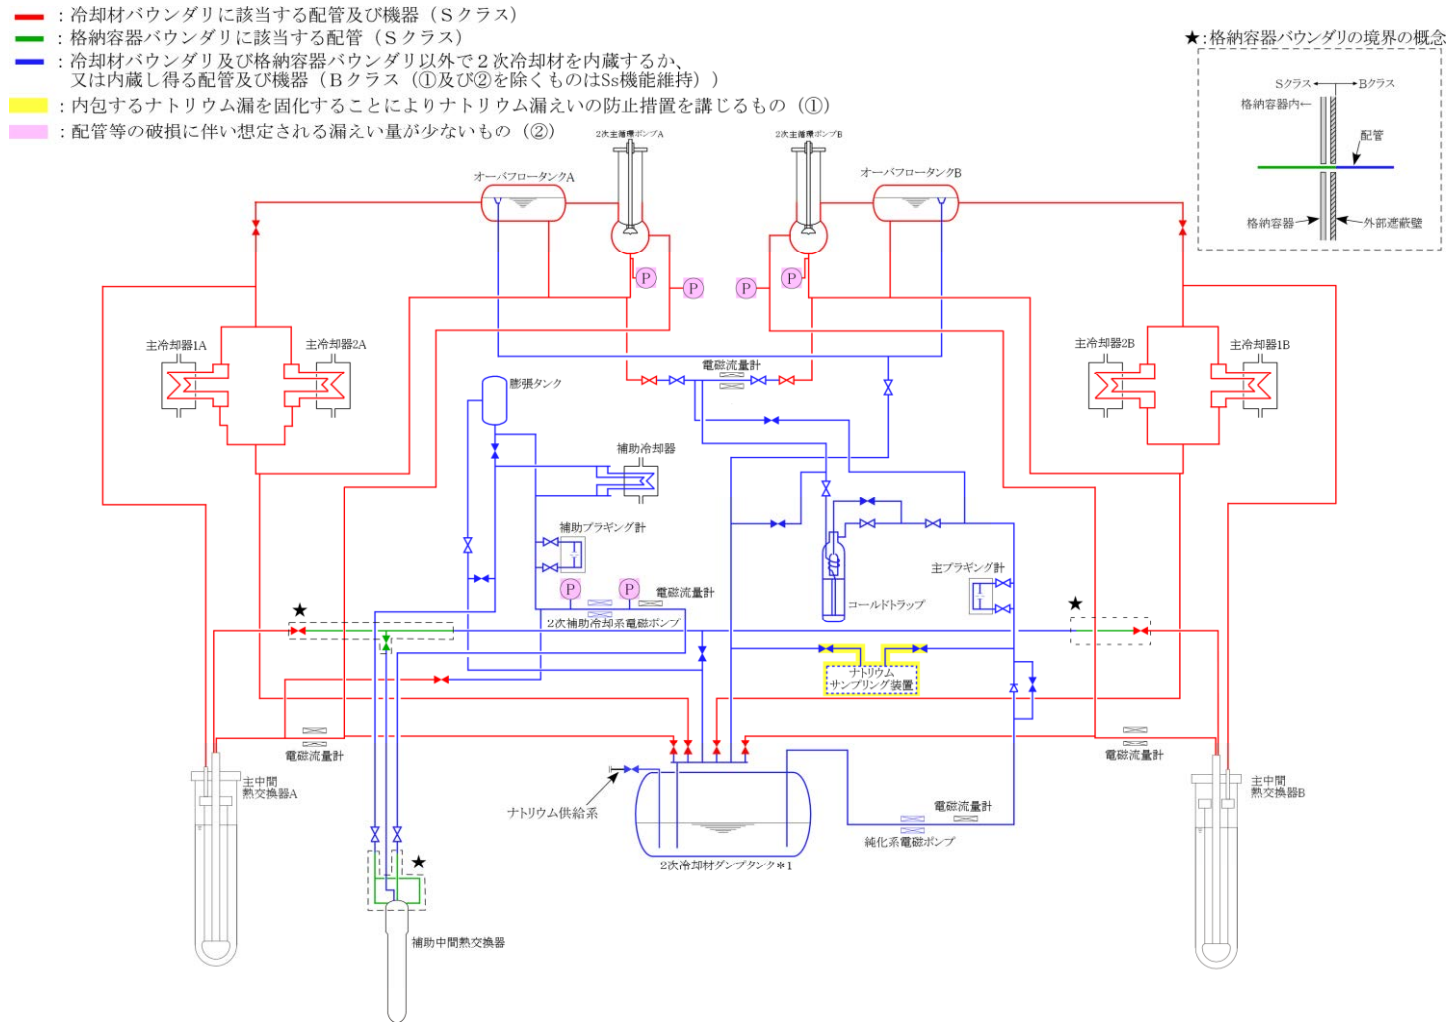 ：冷却材バウンダリに該当する配管及び機器（Ｓクラス）
：格納容器バウンダリに該当する配管（Ｓクラス）
：冷却材バウンダリ及び格納容器バウンダリ以外で２次冷却材を内蔵するか、
又は内蔵し得る配管及び機器（Ｂクラス（①及び②を除くものはSs機能維持））
：内包するナトリウム漏を固化することによりナトリウム漏えいの防止措置を講じるもの（①）
：配管等の破損に伴い想定される漏えい量が少ないもの（②）
★：格納容器バウンダリの境界の概念
Ｓクラス
Ｂクラス
格納容器内
配管
格納容器
外部遮蔽壁
2次主循環ポンプA
2次主循環ポンプB
オーバフロータンクA
オーバフロータンクB
P
P
P
P
主冷却器1A
主冷却器2A
主冷却器2B
主冷却器1B
電磁流量計
膨張タンク
補助冷却器
補助プラギング計
主プラギング計
P
P
電磁流量計
コールドトラップ
2次補助冷却系電磁ポンプ
★
★
ナトリウム
サンプリング装置
電磁流量計
電磁流量計
主中間
熱交換器A
主中間
熱交換器B
ナトリウム供給系
電磁流量計
純化系電磁ポンプ
2次冷却材ダンプタンク*1
★
補助中間熱交換器